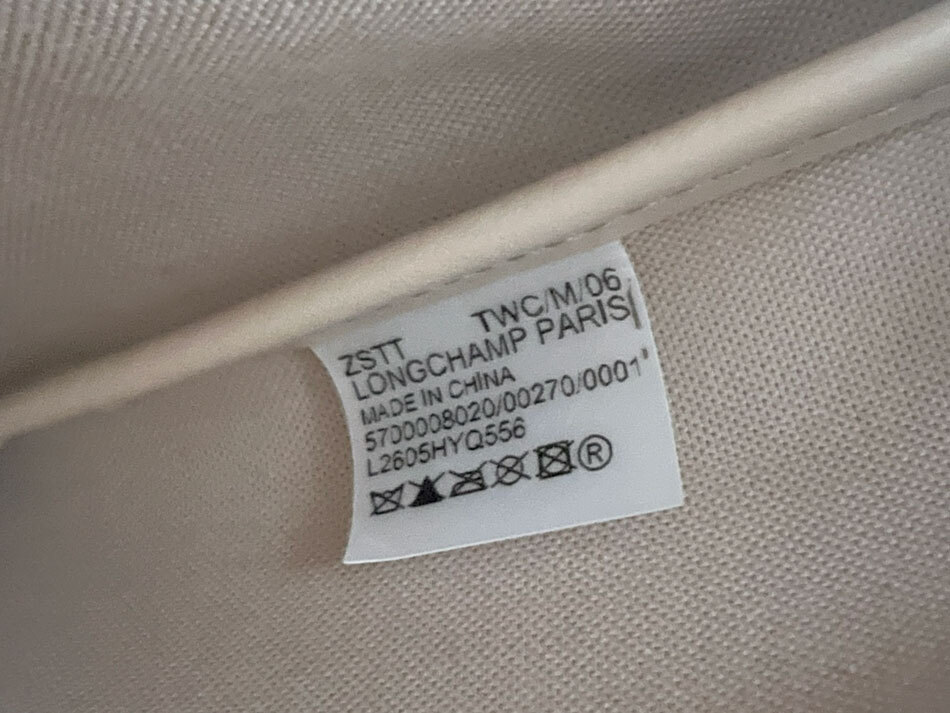 ZSTT TWC/M/06
LONGCHAMP PARIS
MADE IN CHINA
5700008020/00270/0001
L2605HYQ556
®